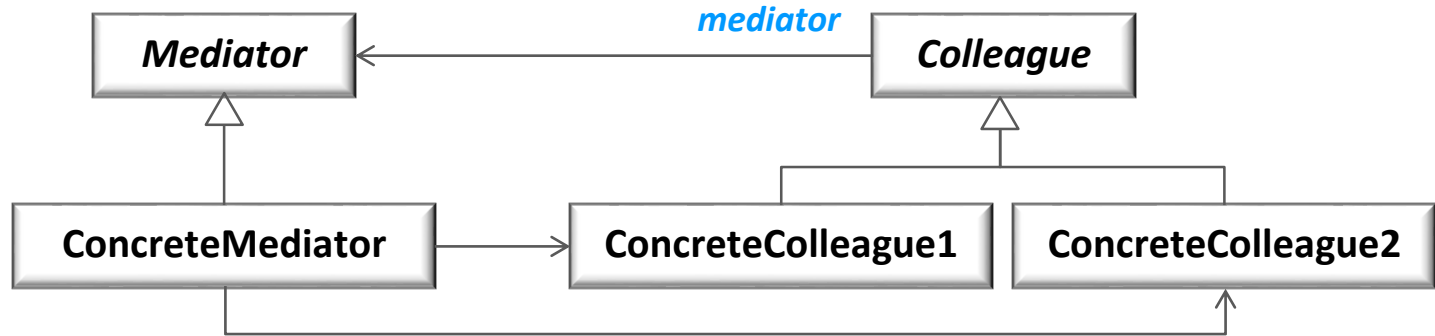 mediator
Mediator
Colleague
ConcreteMediator
ConcreteColleague1
ConcreteColleague2